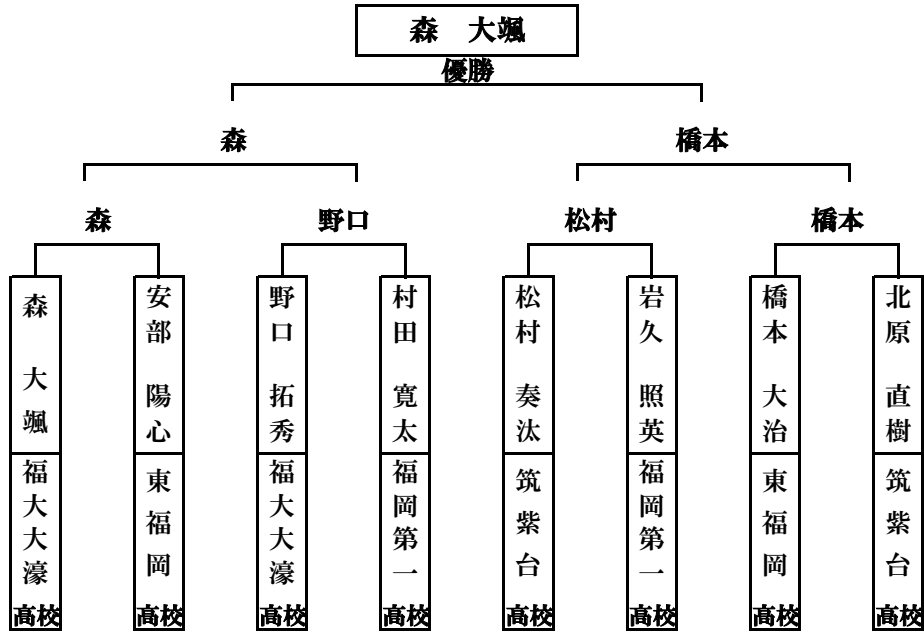 森 大颯
優勝
森
橋本
森
野口
松村
橋本
森 大颯
福大大濠
高校
安部 陽心
東福岡
高校
野口 拓秀
福大大濠
高校
村田 寛太
福岡第一
高校
松村 奏汰
筑紫台
高校
岩久 照英
福岡第一
高校
橋本 大治
東福岡
高校
北原 直樹
筑紫台
高校